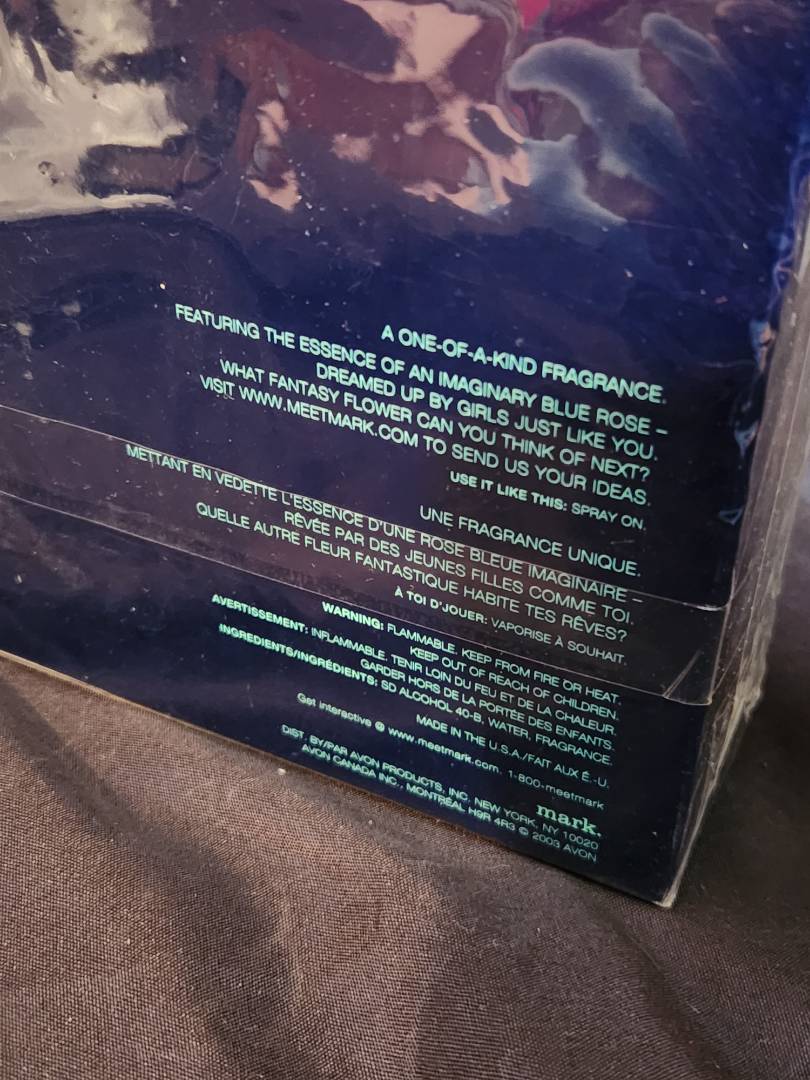 A ONE-OF-A-KIND FRAGRANCE.
FEATURING THE ESSENCE OF AN IMAGINARY BLUE ROSE –
DREAMED UP BY GIRLS JUST LIKE YOU.
WHAT FANTASY FLOWER CAN YOU THINK OF NEXT?
VISIT WWW.MEETMARK.COM TO SEND US YOUR IDEAS.
USE IT LIKE THIS: SPRAY ON.
UNE FRAGRANCE UNIQUE.
METTANT EN VEDETTE L'ESSENCE D'UNE ROSE BLEUE IMAGINAIRE –
RÊVÉE PAR DES JEUNES FILLES COMME TOI.
QUELLE AUTRE FLEUR FANTASTIQUE HABITE TES RÊVES?
À TOI D'JOUER: VAPORISE À SOUHAIT.
WARNING: FLAMMABLE. KEEP FROM FIRE OR HEAT.
KEEP OUT OF REACH OF CHILDREN.
AVERTISSEMENT: INFLAMMABLE. TENIR LOIN DU FEU ET DE LA CHALEUR.
GARDER HORS DE LA PORTÉE DES ENFANTS.
INGREDIENTS/INGRÉDIENTS: SD ALCOHOL 40-B, WATER, FRAGRANCE.
MADE IN THE U.S.A./FAIT AUX É.-U.
Get interactive @ www.meetmark.com. 1-800-meetmark
mark.
DIST. BY/PAR AVON PRODUCTS, INC. NEW YORK, NY 10020
AVON CANADA INC., MONTRÉAL H9R 4R3 © 2003 AVON